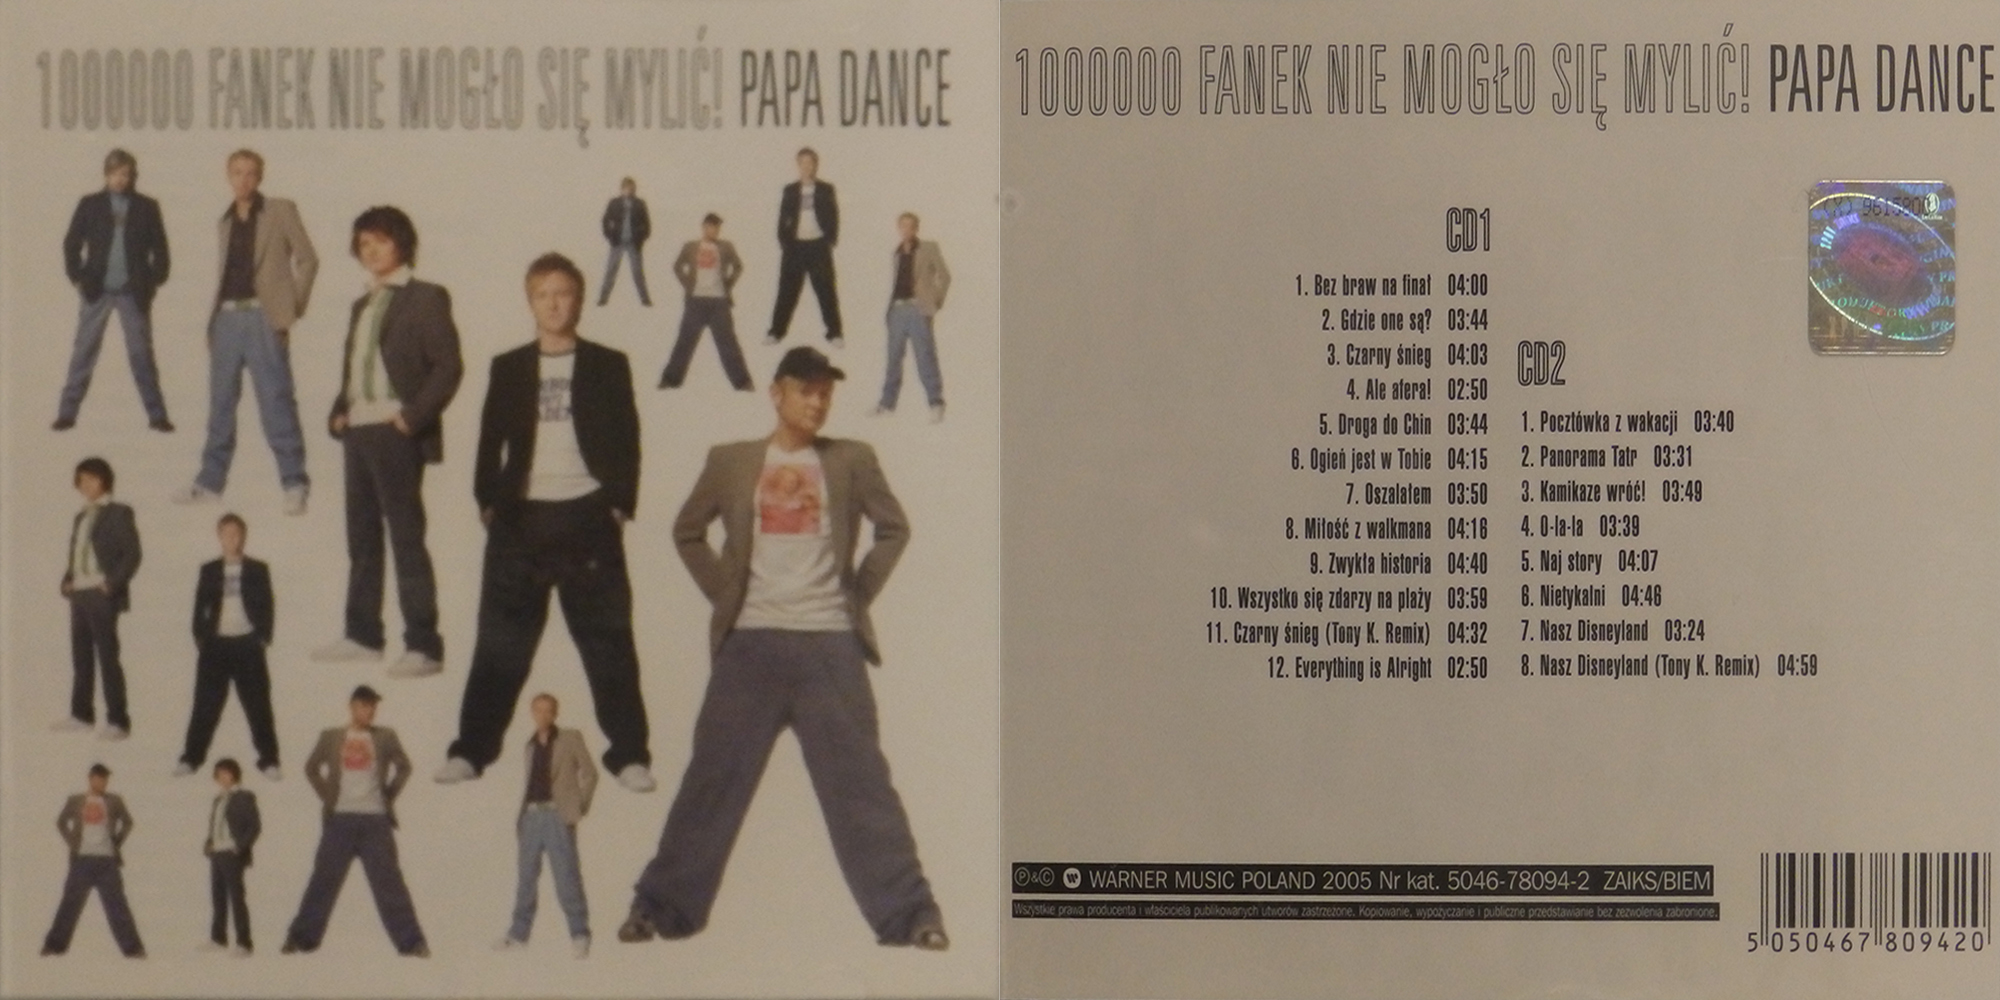 1000000 FANEK NIE MOGŁO SIĘ MYLIĆ! PAPA DANCE
1000000 FANEK NIE MOGŁO SIĘ MYLIĆ! PAPA DANCE
CD1
1. Bez braw na finał 04:00
2. Gdzie one są? 03:44
3. Czarny śnieg 04:03
4. Ale afera! 02:50
5. Droga do Chin 03:44
6. Ogień jest w Tobie 04:15
7. Oszalałem 03:50
8. Miłość z walkmana 04:16
9. Zwykła historia 04:40
10. Wszystko się zdarzy na plaży 03:59
11. Czarny śnieg (Tony K. Remix) 04:32
12. Everything is Alright 02:50
CD2
1. Pocztówka z wakacji 03:40
2. Panorama Tatr 03:31
3. Kamikaze wróć! 03:49
4. O-la-la 03:39
5. Naj story 04:07
6. Nietykalni 04:46
7. Nasz Disneyland 03:24
8. Nasz Disneyland (Tony K. Remix) 04:59
℗&© WARNER MUSIC POLAND 2005 Nr kat. 5046-78094-2 ZAIKS/BIEM
Wszystkie prawa producenta i właściciela publikowanych utworów zastrzeżone. Kopiowanie, wypożyczanie i publiczne przedstawianie bez zezwolenia zabronione.
5 050467 809420